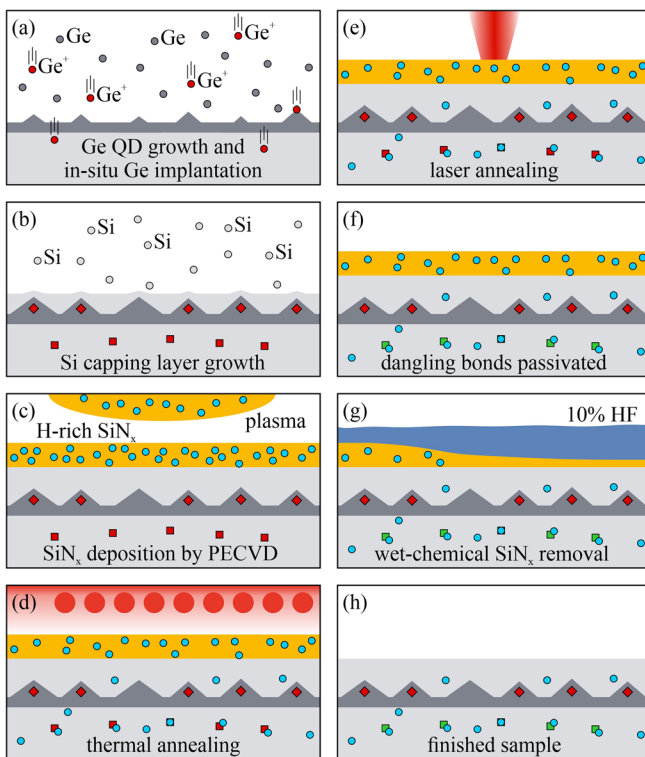 (a)
Ge
Ge+
Ge+
Ge+
Ge+
Ge QD growth and
in-situ Ge implantation
(b)
Si
Si
Si
Si
Si
Si capping layer growth
(c)
plasma
H-rich SiNx
SiNx deposition by PECVD
(d)
thermal annealing
(e)
laser annealing
(f)
dangling bonds passivated
(g)
10% HF
wet-chemical SiNx removal
(h)
finished sample